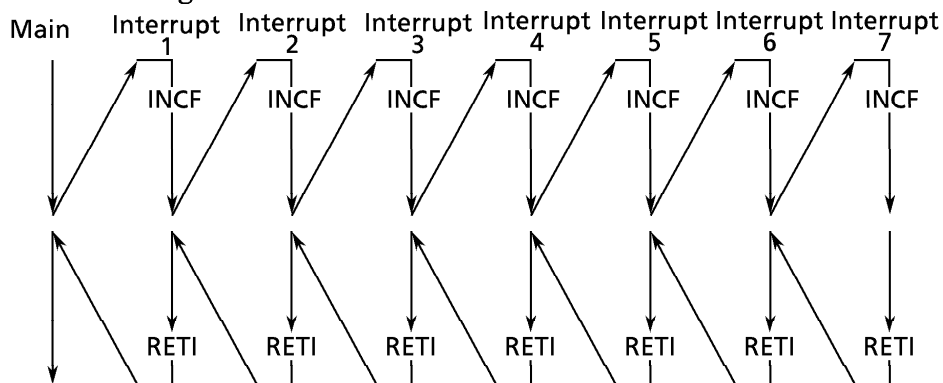 Main Interrupt 1 Interrupt 2 Interrupt 3 Interrupt 4 Interrupt 5 Interrupt 6 Interrupt 7
INCF INCF INCF INCF INCF INCF INCF
RETI RETI RETI RETI RETI RETI RETI